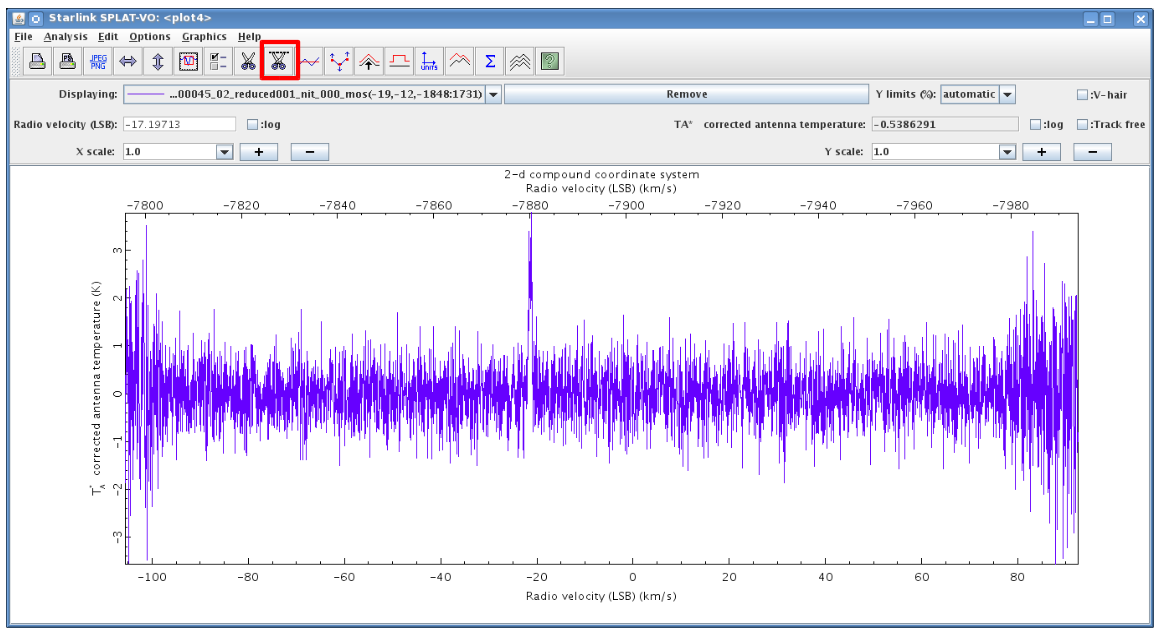 Starlink SPLAT-VO: <plot4>
File Analysis Edit Options Graphics Help
JPEG PNG units ?
Displaying: ...00045_02_reduced001_nit_000_mos(-19,-12,-1848:1731) Remove Y limits (%): automatic :V-hair
Radio velocity (LSB): -17.19713 :log TA* corrected antenna temperature: -0.5386291 :log :Track free
X scale: 1.0 + - Y scale: 1.0 + -
2-d compound coordinate system
Radio velocity (LSB) (km/s)
-7800 -7820 -7840 -7860 -7880 -7900 -7920 -7940 -7960 -7980
3
2
1
0
-1
-2
-3
T*A corrected antenna temperature (K)
-100 -80 -60 -40 -20 0 20 40 60 80
Radio velocity (LSB) (km/s)